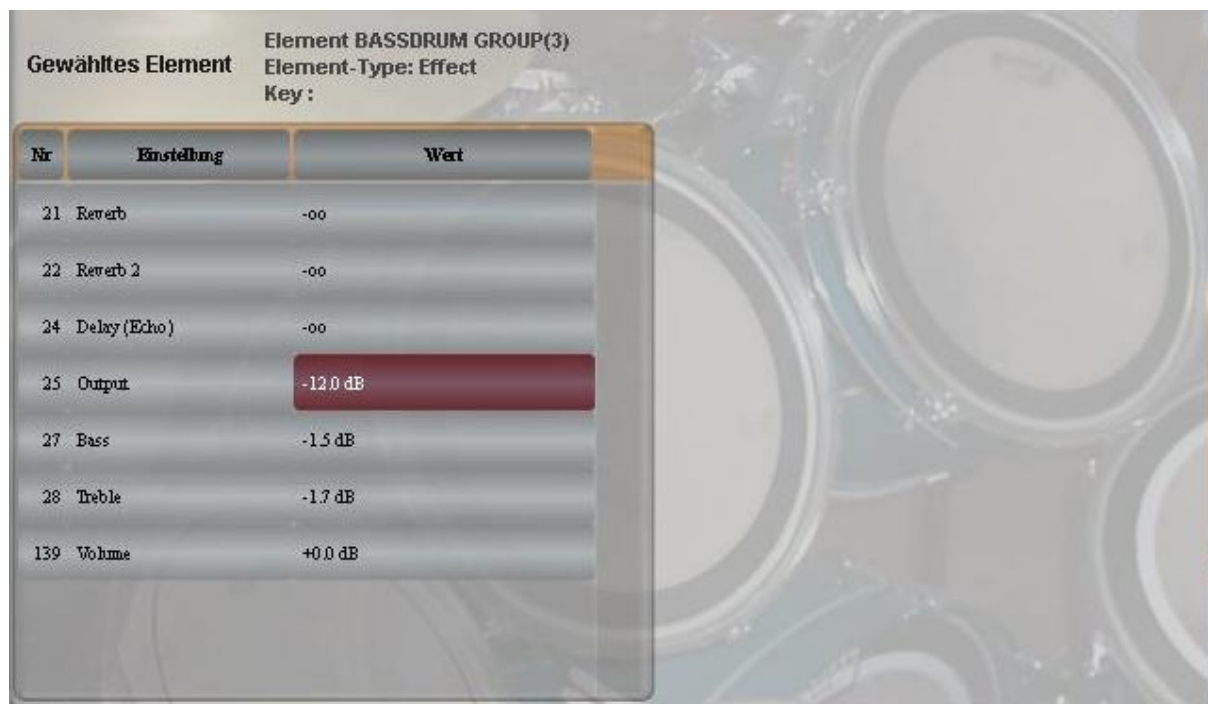 Gewähltes Element
Element BASSDRUM GROUP(3)
Element-Type: Effect
Key :
Nr Einstellung Wert
21 Reverb -oo
22 Reverb 2 -oo
24 Delay (Echo) -oo
25 Output -12.0 dB
27 Bass -1.5 dB
28 Treble -1.7 dB
139 Volume +0.0 dB